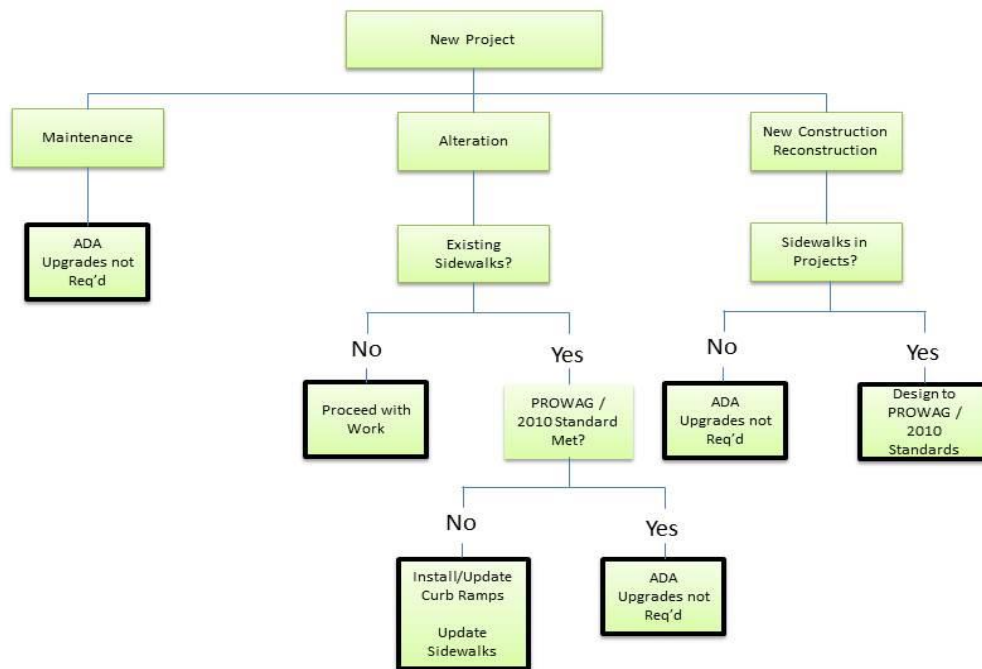 New Project
Maintenance
Alteration
New Construction
Reconstruction
ADA
Upgrades not
Req'd
Existing
Sidewalks?
Sidewalks in
Projects?
No
Yes
No
Yes
Proceed with
Work
PROWAG /
2010 Standard
Met?
ADA
Upgrades not
Req'd
Design to
PROWAG /
2010
Standards
No
Yes
Install/Update
Curb Ramps
Update
Sidewalks
ADA
Upgrades not
Req'd